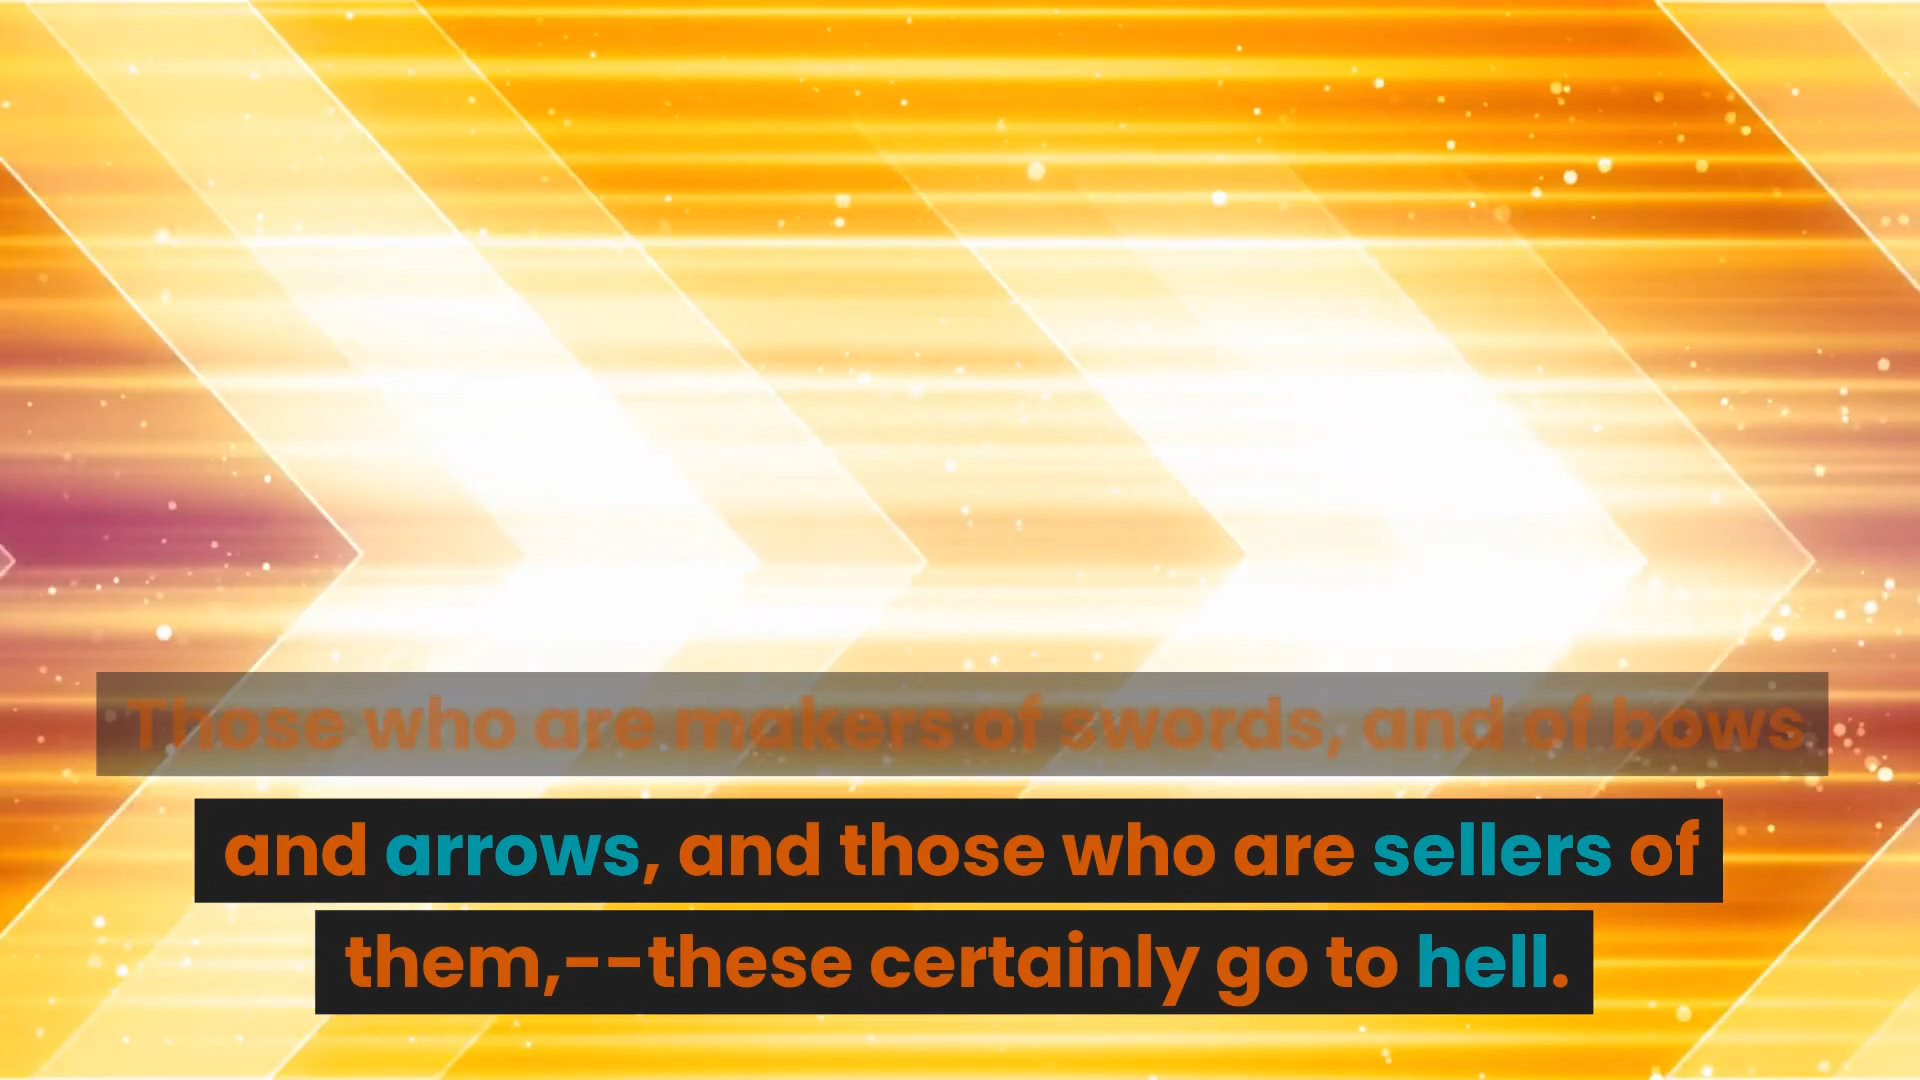 Those who are makers of swords, and of bows
and arrows, and those who are sellers of
them,--these certainly go to hell.